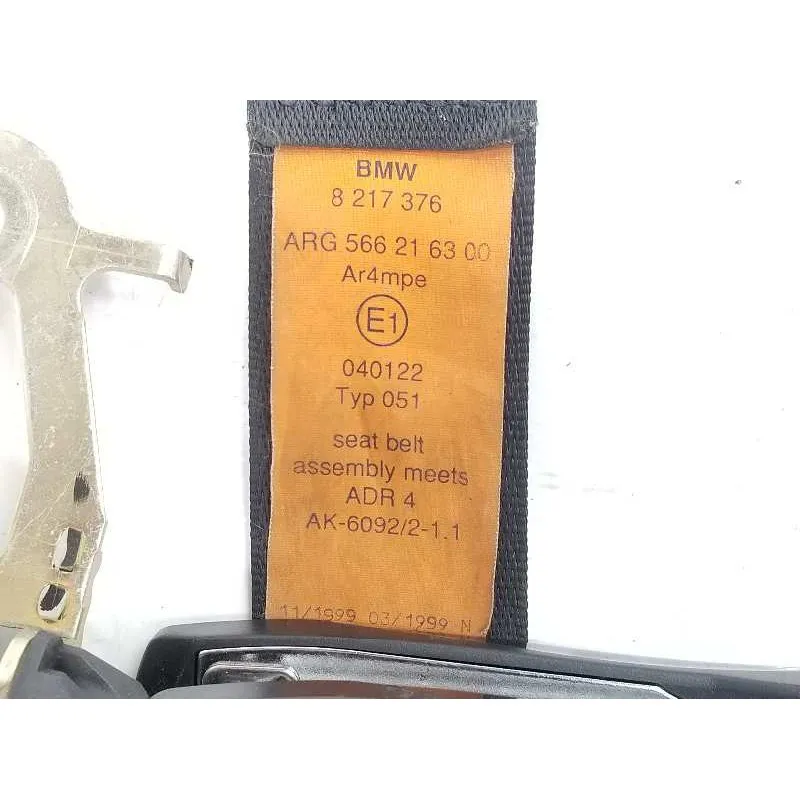 BMW
8 217 376
ARG 566 21 63 00
Ar4mpe
E1
040122
Typ 051
seat belt
assembly meets
ADR 4
AK-6092/2-1.1
11/1999 03/1999 N